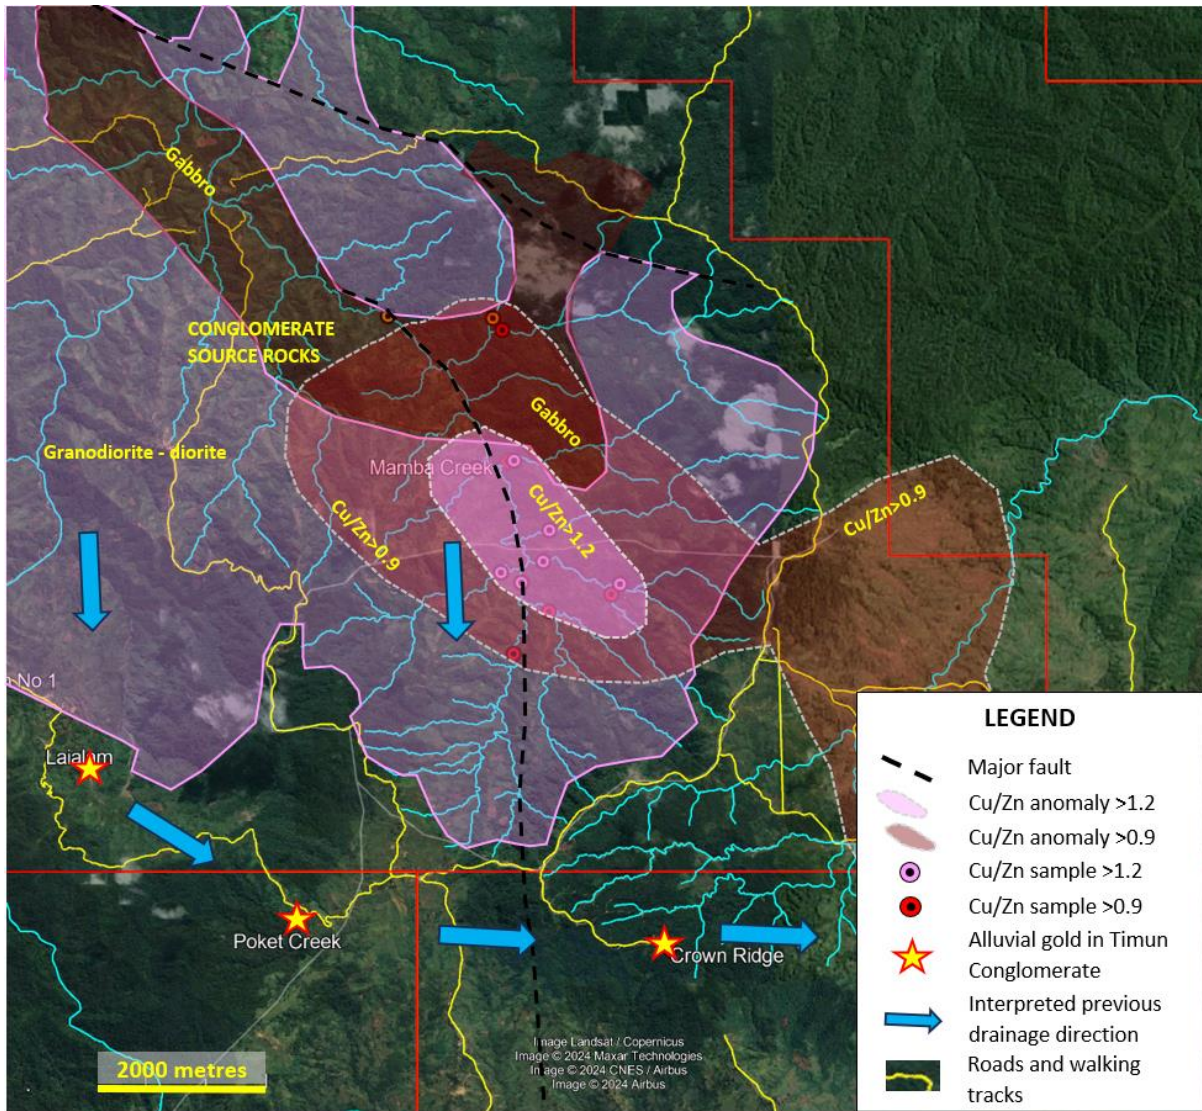 Gabbro
CONGLOMERATE
SOURCE ROCKS
Gabbro
Granodiorite - diorite
Mamba Creek
Cu/Zn>1.2
Cu/Zn>0.9
Cu/Zn>0.9
No 1
Laialam
Poket Creek
Crown Ridge
2000 metres
Image Landsat / Copernicus
Image © 2024 Maxar Technologies
Image © 2024 CNES / Airbus
Image © 2024 Airbus
LEGEND
Major fault
Cu/Zn anomaly >1.2
Cu/Zn anomaly >0.9
Cu/Zn sample >1.2
Cu/Zn sample >0.9
Alluvial gold in Timun
Conglomerate
Interpreted previous
drainage direction
Roads and walking
tracks